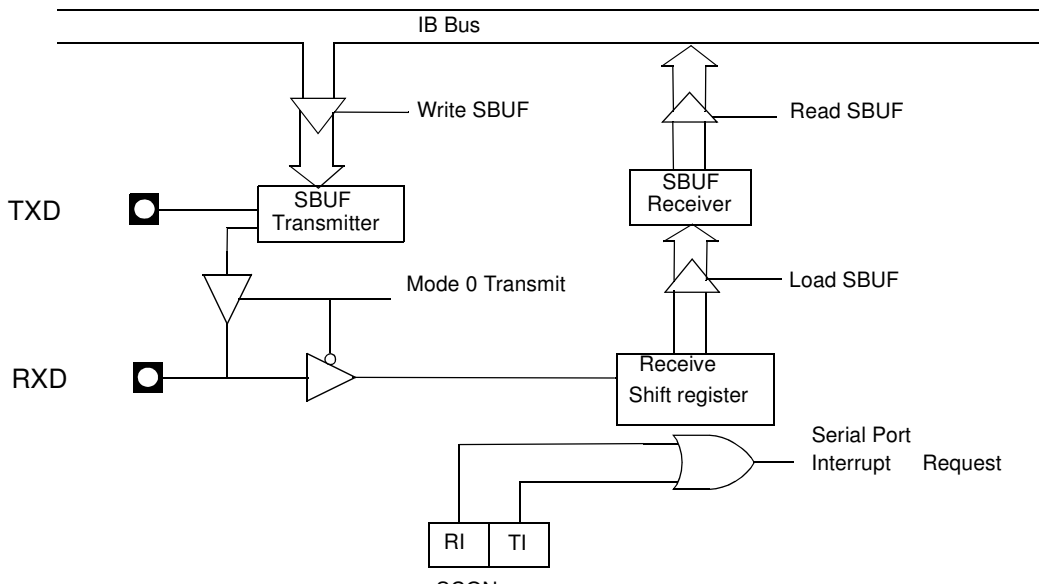 IB Bus
Write SBUF
Read SBUF
SBUF
Transmitter
SBUF
Receiver
TXD
Mode 0 Transmit
Load SBUF
RXD
Receive
Shift register
Serial Port
Interrupt Request
RI TI